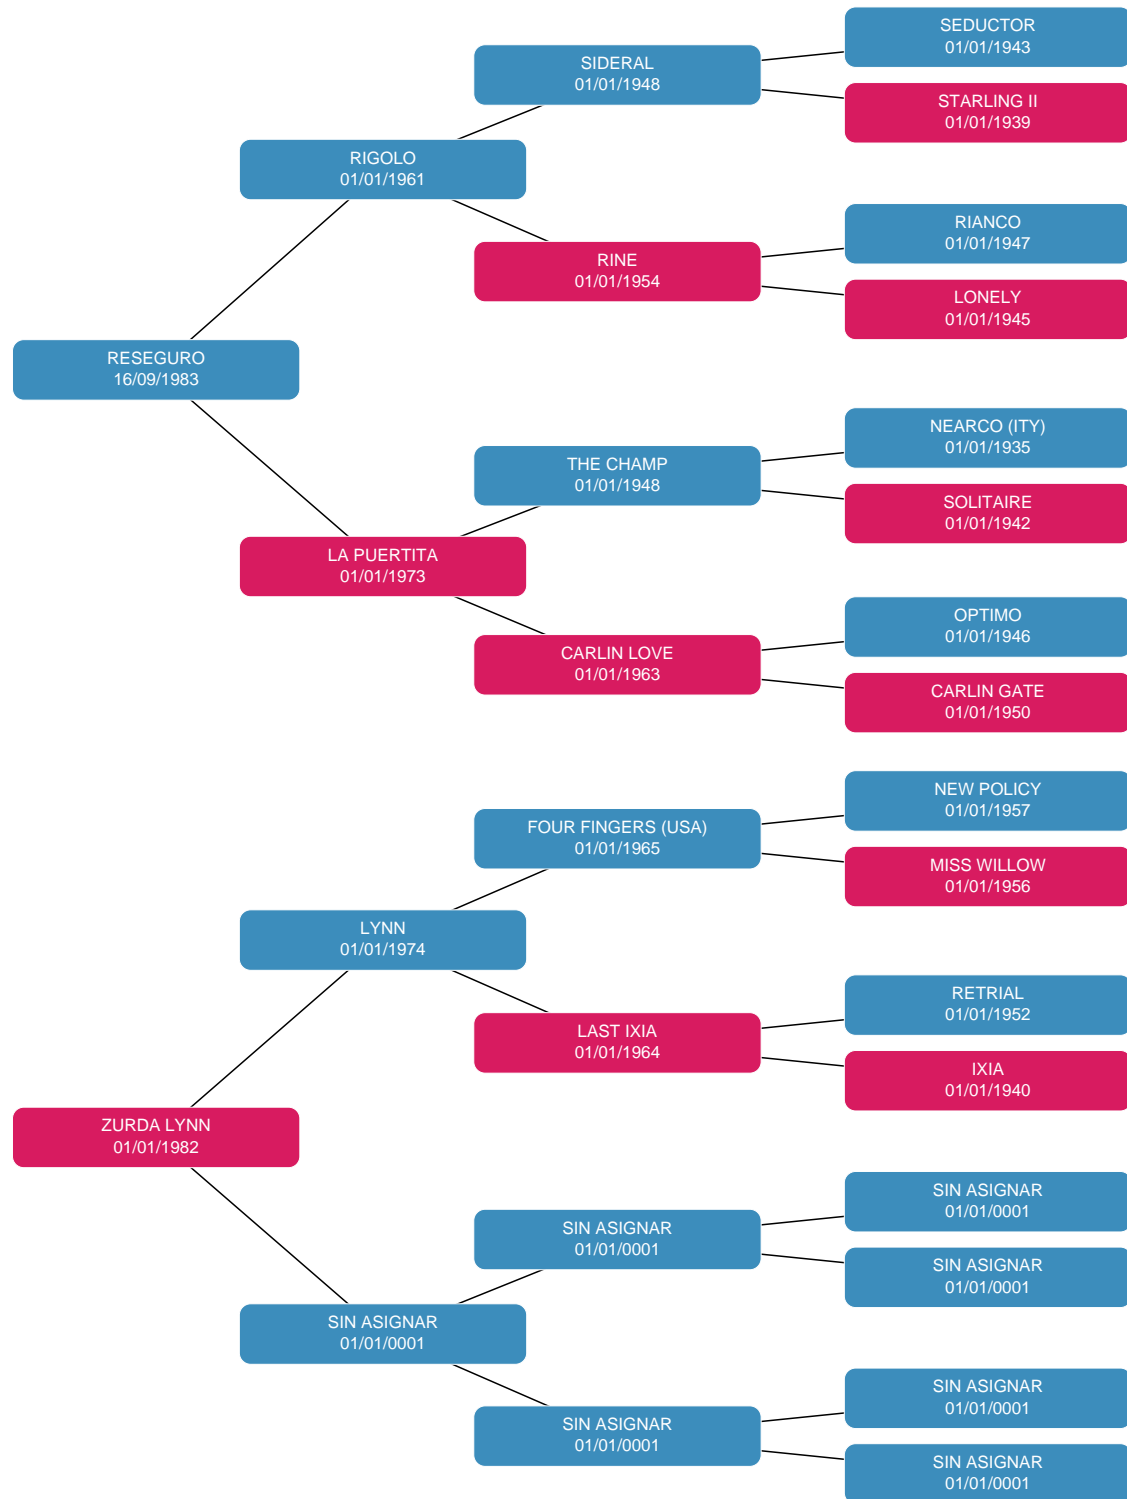 SEDUCTOR
01/01/1943
SIDERAL
01/01/1948
STARLING II
01/01/1939
RIGOLO
01/01/1961
RIANCO
01/01/1947
RINE
01/01/1954
LONELY
01/01/1945
RESEGURO
16/09/1983
NEARCO (ITY)
01/01/1935
THE CHAMP
01/01/1948
SOLITAIRE
01/01/1942
LA PUERTITA
01/01/1973
OPTIMO
01/01/1946
CARLIN LOVE
01/01/1963
CARLIN GATE
01/01/1950
NEW POLICY
01/01/1957
FOUR FINGERS (USA)
01/01/1965
MISS WILLOW
01/01/1956
LYNN
01/01/1974
RETRIAL
01/01/1952
LAST IXIA
01/01/1964
IXIA
01/01/1940
ZURDA LYNN
01/01/1982
SIN ASIGNAR
01/01/0001
SIN ASIGNAR
01/01/0001
SIN ASIGNAR
01/01/0001
SIN ASIGNAR
01/01/0001
SIN ASIGNAR
01/01/0001
SIN ASIGNAR
01/01/0001
SIN ASIGNAR
01/01/0001